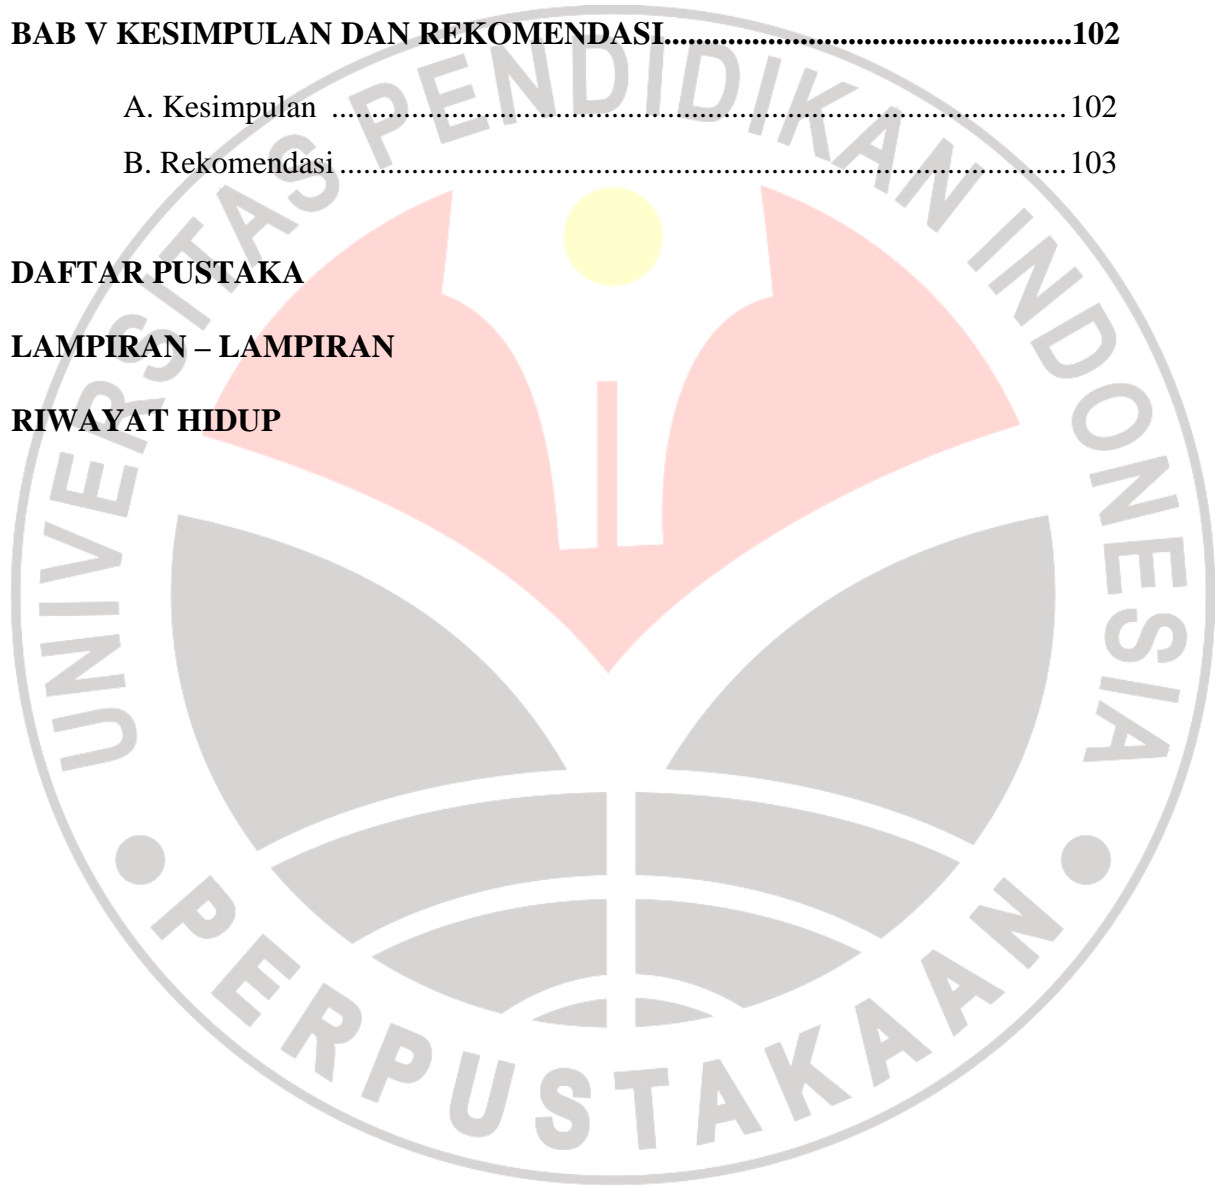 BAB V KESIMPULAN DAN REKOMENDASI....................................................102
A. Kesimpulan ............................................................................................102
B. Rekomendasi...........................................................................................103
DAFTAR PUSTAKA
LAMPIRAN – LAMPIRAN
RIWAYAT HIDUP
UNIVERSITAS PENDIDIKAN INDONESIA
PERPUSTAKAAN